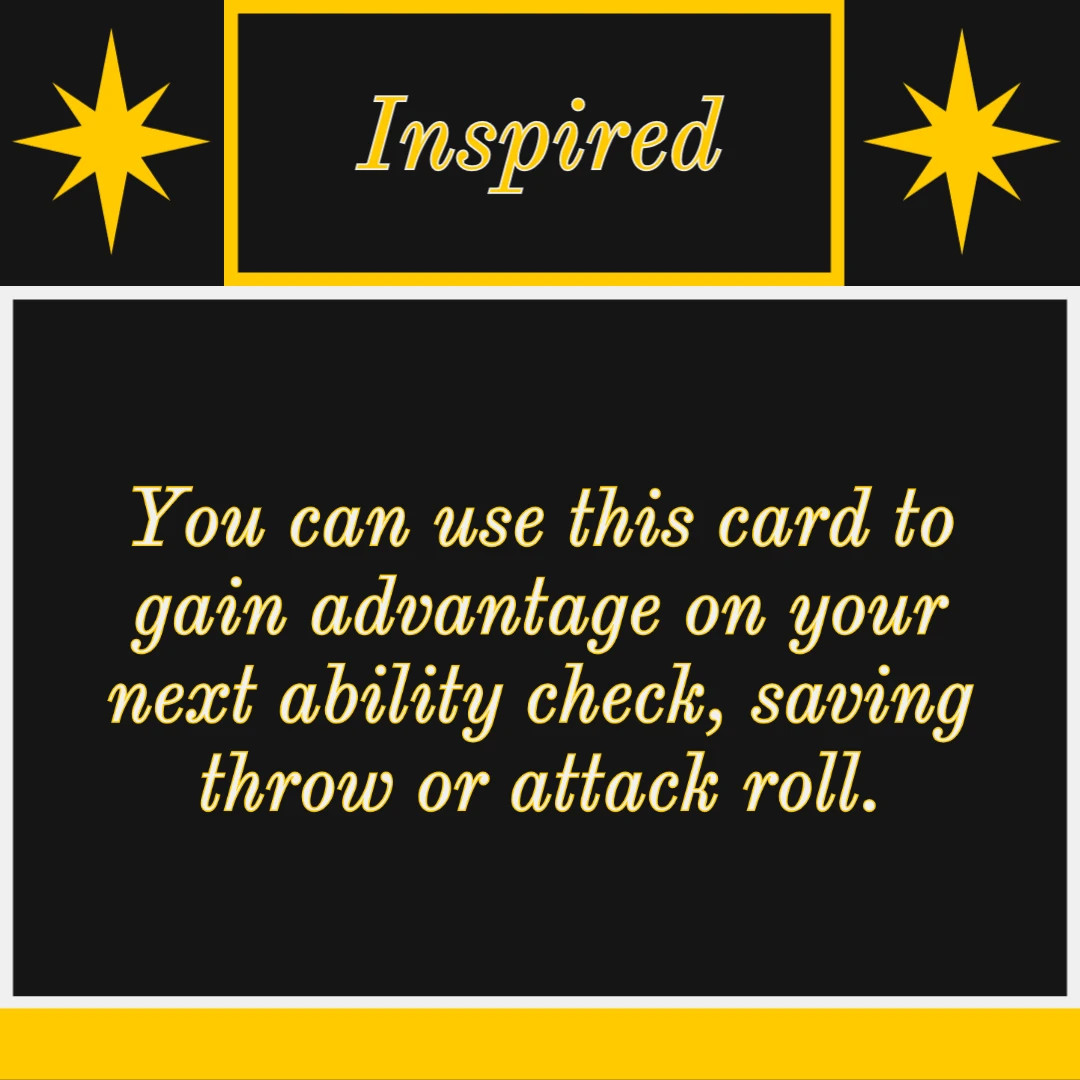 Inspired
You can use this card to
gain advantage on your
next ability check, saving
throw or attack roll.